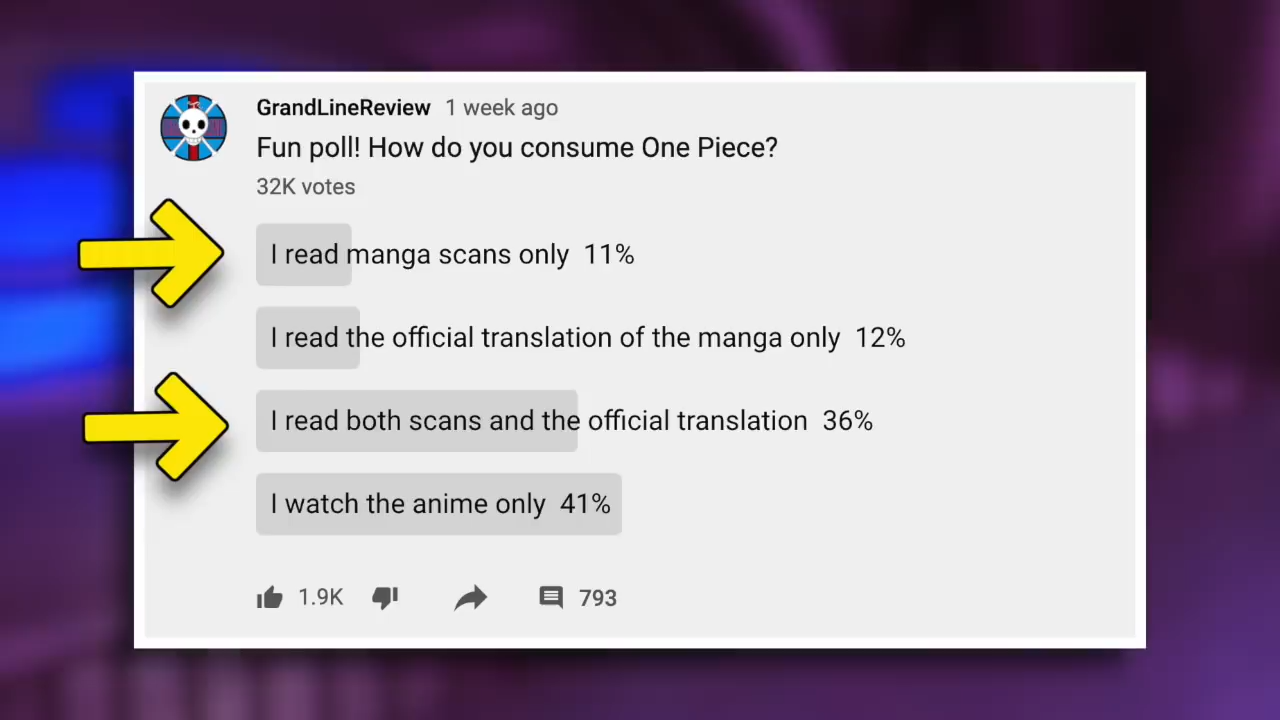 GrandLineReview 1 week ago
Fun poll! How do you consume One Piece?
32K votes
I read manga scans only 11%
I read the official translation of the manga only 12%
I read both scans and the official translation 36%
I watch the anime only 41%
1.9K 793